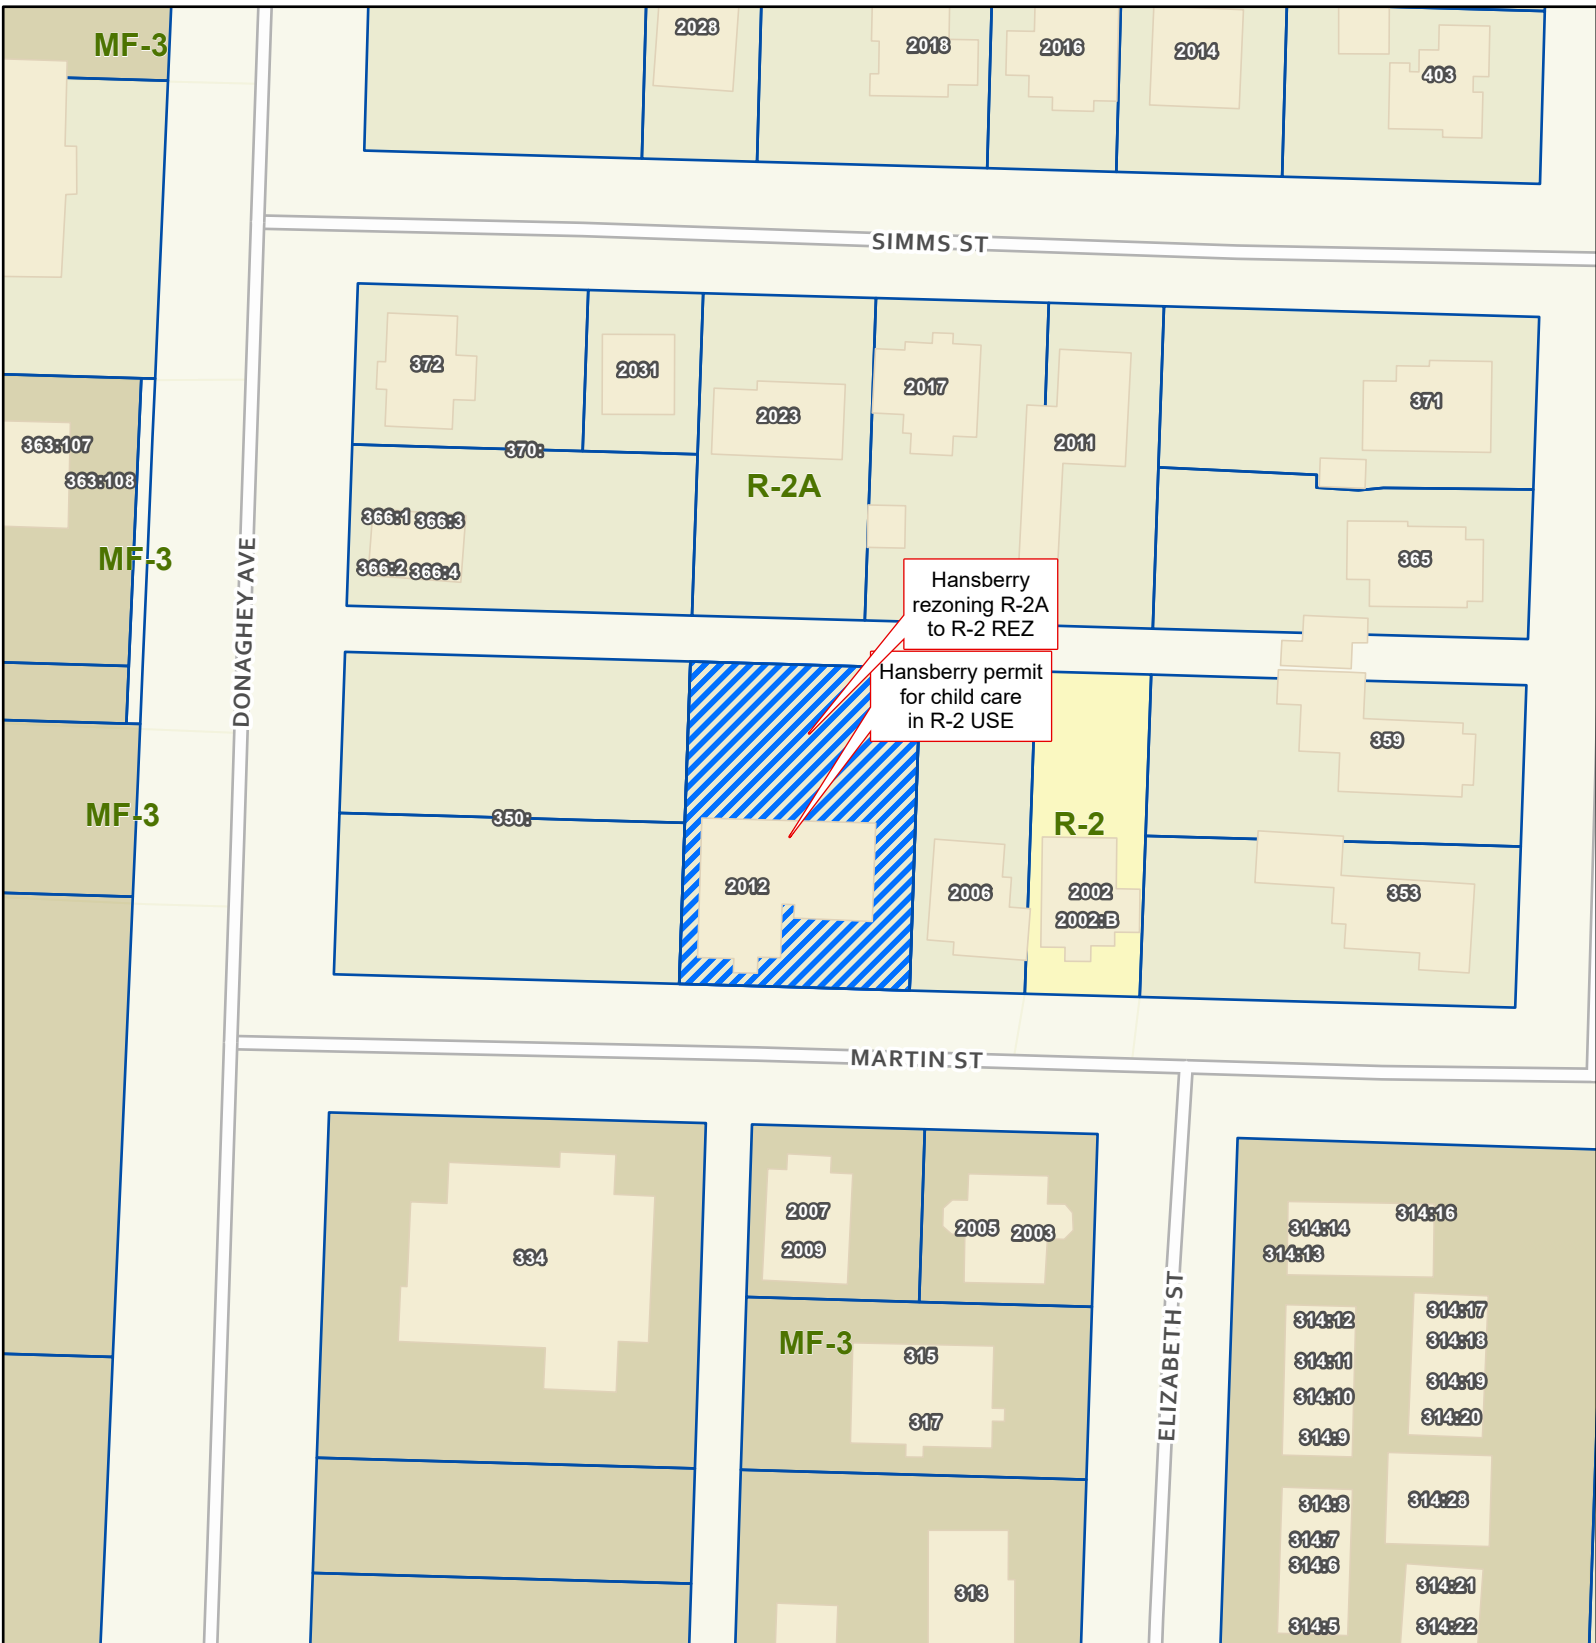 MF-3
2028
2018
2016
2014
403
SIMMS ST
372
2031
2023
2017
2011
371
370:
363:107
363:108
R-2A
366:1 366:3
366:2 366:4
365
MF-3
DONAGHEY AVE
Hansberry
rezoning R-2A
to R-2 REZ
Hansberry permit
for child care
in R-2 USE
359
MF-3
350:
R-2
2012
2006
2002
2002:B
353
MARTIN ST
334
2007
2009
2005 2003
314:16
314:14
314:13
MF-3
315
317
ELIZABETH ST
314:12
314:17
314:18
314:11
314:19
314:10
314:20
314:9
314:8
314:28
314:7
314:6
313
314:21
314:5
314:22